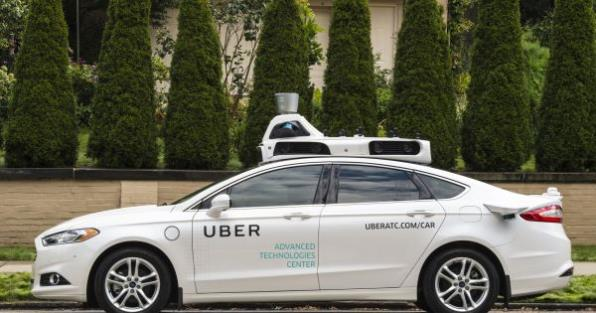 UBER
ADVANCED
TECHNOLOGIES
CENTER
UBERATC.COM/CAR